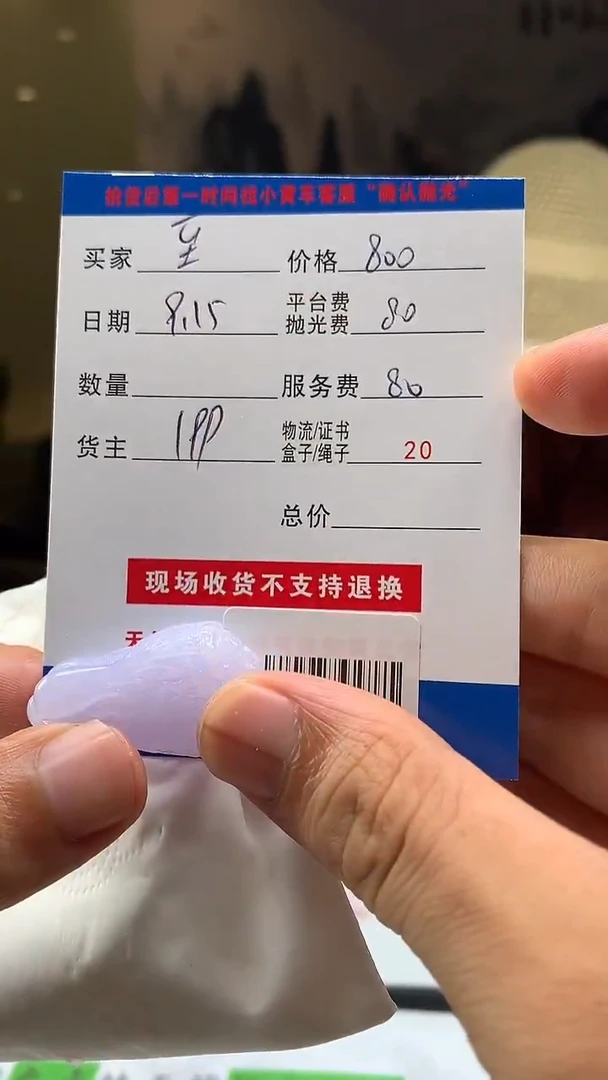 抢货后第一时间找小黄车客服“确认抛光”
买家 价格 800
日期 8.15 平台费 抛光费 80
数量 服务费 80
货主 物流/证书 盒子/绳子 20
总价
现场收货不支持退换